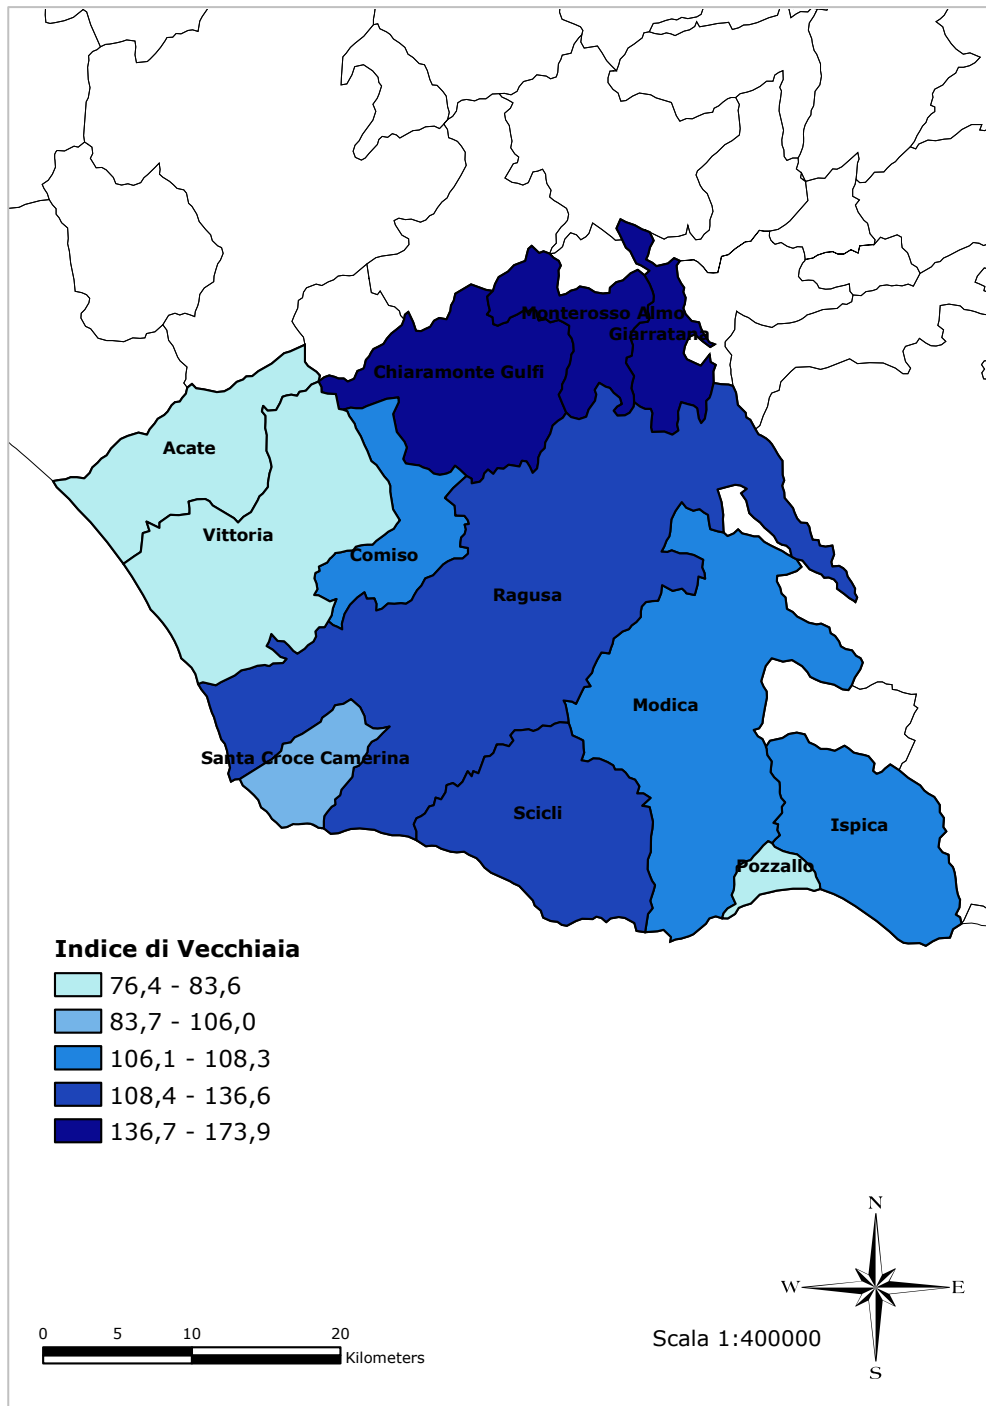 Monterosso Almo
Giarratana
Chiaramonte Gulfi
Acate
Vittoria
Comiso
Ragusa
Modica
Santa Croce Camerina
Scicli
Ispica
Pozzallo
Indice di Vecchiaia
76,4 - 83,6
83,7 - 106,0
106,1 - 108,3
108,4 - 136,6
136,7 - 173,9
N
W E
S
0 5 10 20
Kilometers
Scala 1:400000